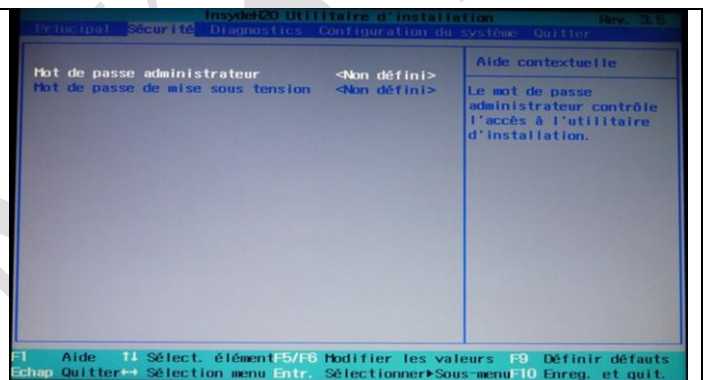 InsydeH2O Utilitaire d'installation Rev. 3.5
Principal Sécurité Diagnostics Configuration du système Quitter
Aide contextuelle
Mot de passe administrateur <Non défini>
Mot de passe de mise sous tension <Non défini>
Le mot de passe
administrateur contrôle
l'accès à l'utilitaire
d'installation.
F1 Aide ↑↓ Sélect. élément F5/F6 Modifier les valeurs F9 Définir défauts
Echap Quitter ↔ Sélection menu Entr. Sélectionner▶Sous-menu F10 Enreg. et quit.